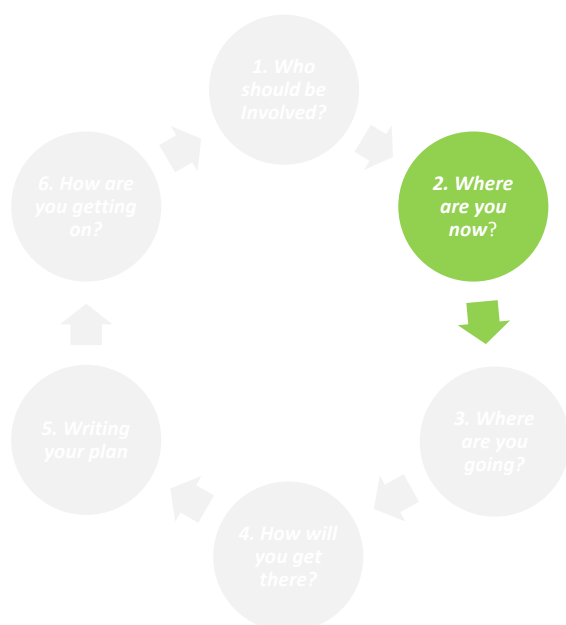 1. Who
should be
Involved?
2. Where
are you
now?
3. Where
are you
going?
4. How will
you get
there?
5. Writing
your plan
6. How are
you getting
on?